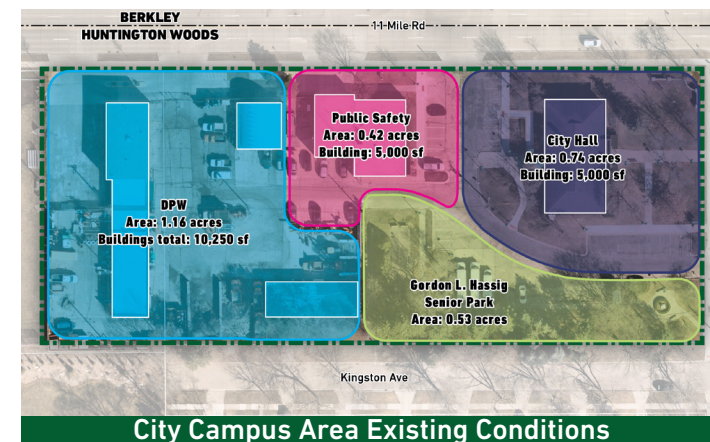 BERKLEY
HUNTINGTON WOODS
11 Mile Rd
Public Safety
Area: 0.42 acres
Building: 5,000 sf
City Hall
Area: 0.74 acres
Building: 5,000 sf
DPW
Area: 1.16 acres
Buildings total: 10,250 sf
Gordon L. Hassig
Senior Park
Area: 0.53 acres
Kingston Ave
City Campus Area Existing Conditions